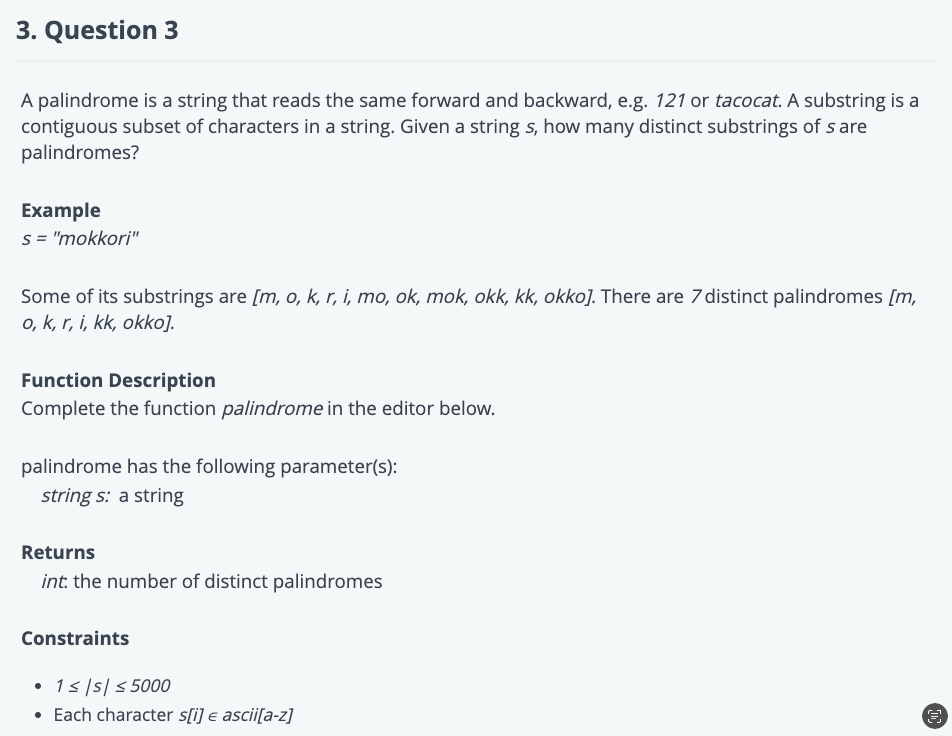 3. Question 3
A palindrome is a string that reads the same forward and backward, e.g. 121 or tacocat. A substring is a
contiguous subset of characters in a string. Given a string s, how many distinct substrings of s are
palindromes?
Example
s = "mokkori"
Some of its substrings are [m, o, k, r, i, mo, ok, mok, okk, kk, okko]. There are 7 distinct palindromes [m,
o, k, r, i, kk, okko].
Function Description
Complete the function palindrome in the editor below.
palindrome has the following parameter(s):
string s: a string
Returns
int: the number of distinct palindromes
Constraints
• 1 ≤ |s| ≤ 5000
• Each character s[i] ∈ ascii[a-z]